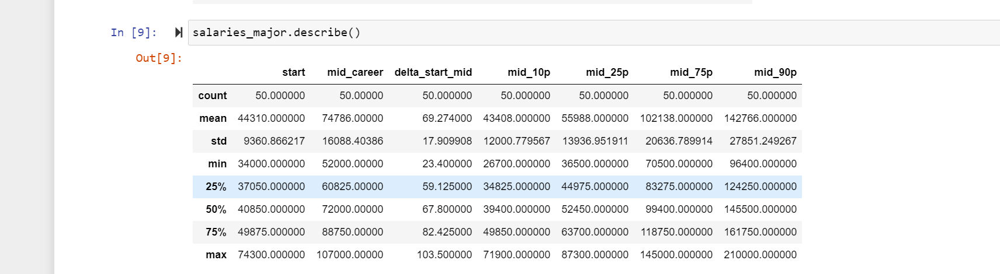 In [9]: salaries_major.describe()
Out[9]:
start mid_career delta_start_mid mid_10p mid_25p mid_75p mid_90p
count 50.000000 50.00000 50.000000 50.000000 50.000000 50.000000 50.000000
mean 44310.000000 74786.00000 69.274000 43408.000000 55988.000000 102138.000000 142766.000000
std 9360.866217 16088.40386 17.909908 12000.779567 13936.951911 20636.789914 27851.249267
min 34000.000000 52000.00000 23.400000 26700.000000 36500.000000 70500.000000 96400.000000
25% 37050.000000 60825.00000 59.125000 34825.000000 44975.000000 83275.000000 124250.000000
50% 40850.000000 72000.00000 67.800000 39400.000000 52450.000000 99400.000000 145500.000000
75% 49875.000000 88750.00000 82.425000 49850.000000 63700.000000 118750.000000 161750.000000
max 74300.000000 107000.00000 103.500000 71900.000000 87300.000000 145000.000000 210000.000000